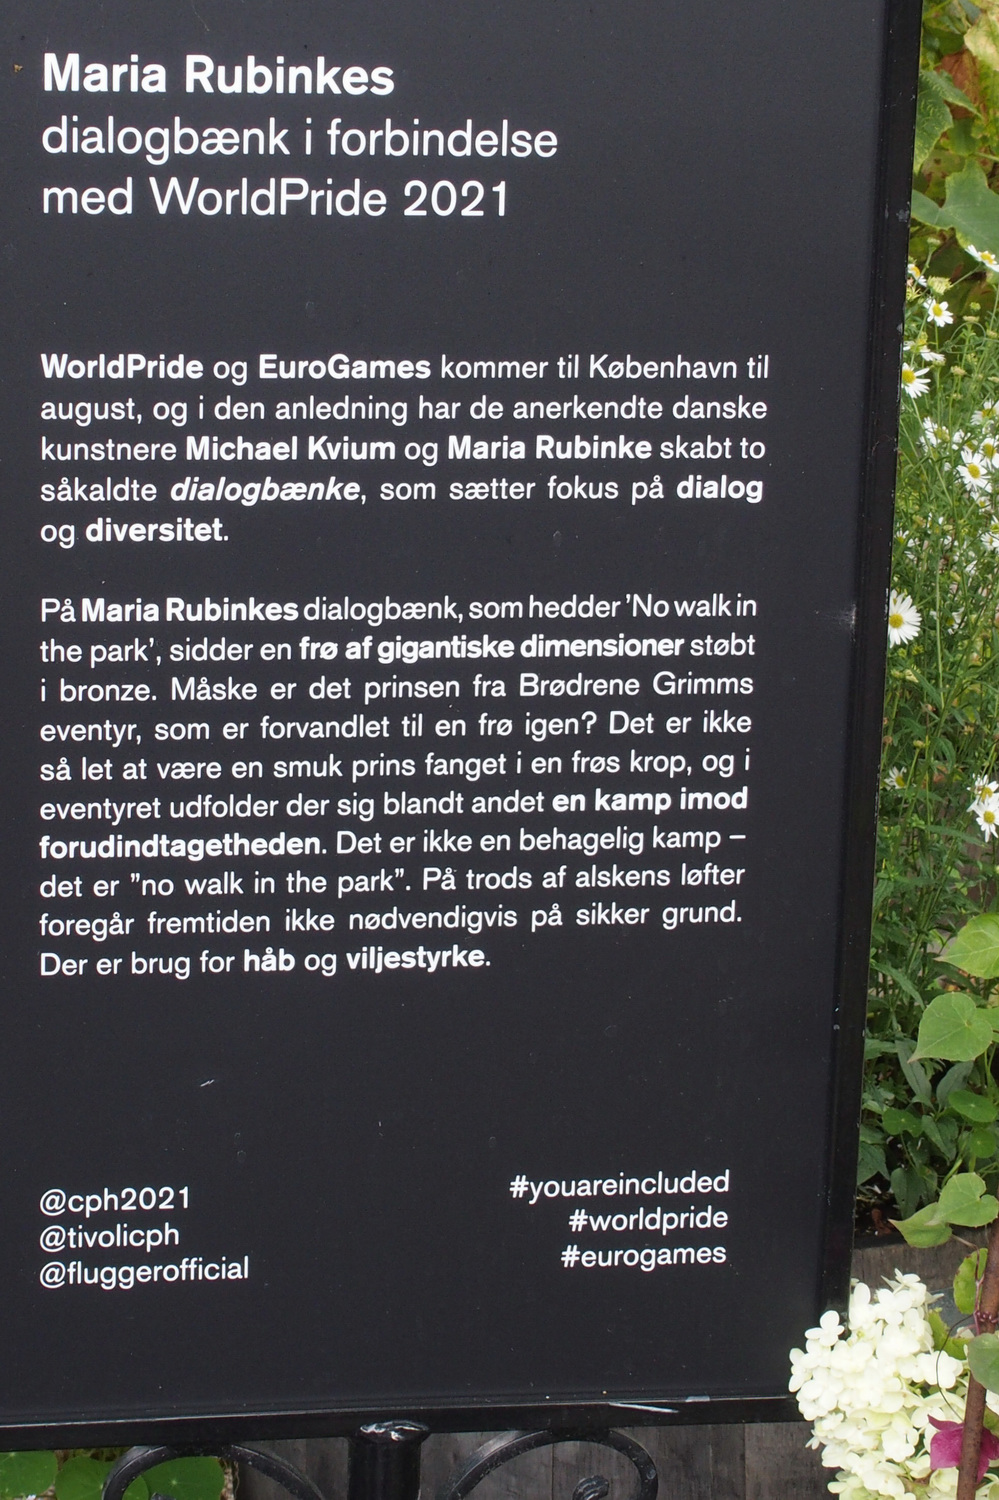 Maria Rubinkes
dialogbænk i forbindelse
med WorldPride 2021
WorldPride og EuroGames kommer til København til
august, og i den anledning har de anerkendte danske
kunstnere Michael Kvium og Maria Rubinke skabt to
såkaldte dialogbænke, som sætter fokus på dialog
og diversitet.
På Maria Rubinkes dialogbænk, som hedder 'No walk in
the park', sidder en frø af gigantiske dimensioner støbt
i bronze. Måske er det prinsen fra Brødrene Grimms
eventyr, som er forvandlet til en frø igen? Det er ikke
så let at være en smuk prins fanget i en frøs krop, og i
eventyret udfolder der sig blandt andet en kamp imod
forudindtagetheden. Det er ikke en behagelig kamp –
det er ”no walk in the park”. På trods af alskens løfter
foregår fremtiden ikke nødvendigvis på sikker grund.
Der er brug for håb og viljestyrke.
@cph2021
@tivolicph
@fluggerofficial
#youareincluded
#worldpride
#eurogames